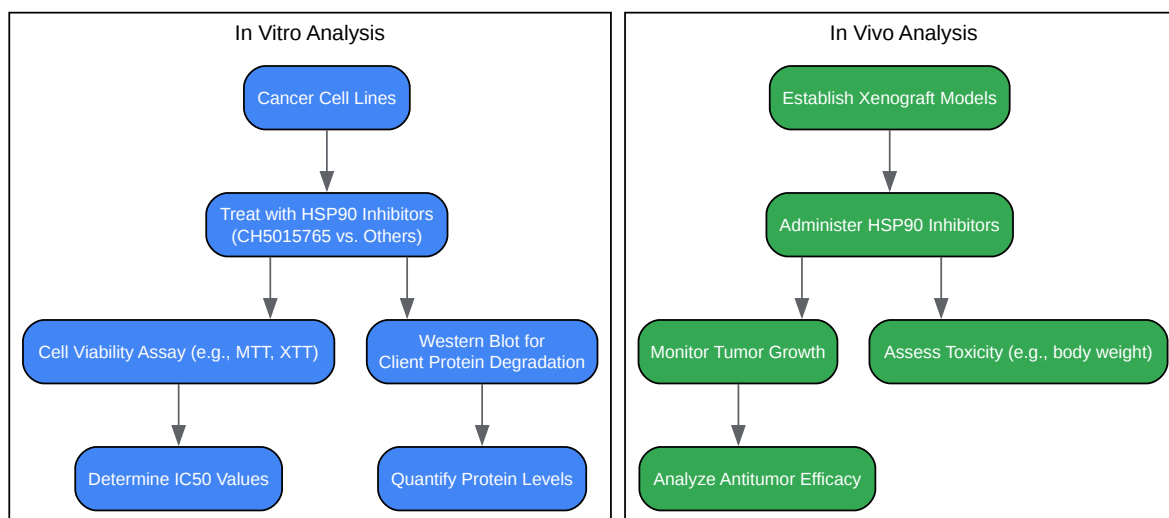 In Vitro Analysis
Cancer Cell Lines
Treat with HSP90 Inhibitors
(CH5015765 vs. Others)
Cell Viability Assay (e.g., MTT, XTT)
Western Blot for
Client Protein Degradation
Determine IC50 Values
Quantify Protein Levels
In Vivo Analysis
Establish Xenograft Models
Administer HSP90 Inhibitors
Monitor Tumor Growth
Assess Toxicity (e.g., body weight)
Analyze Antitumor Efficacy